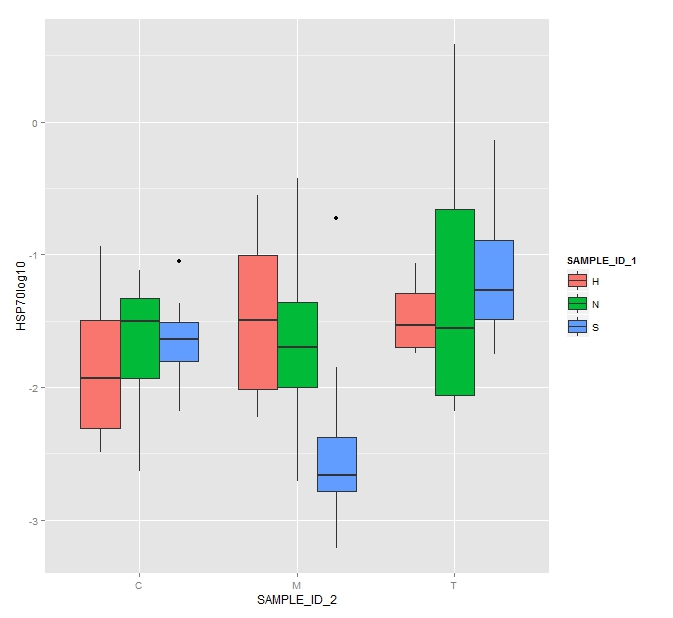 HSP70log10
0
-1
-2
-3
C M T
SAMPLE_ID_2
SAMPLE_ID_1
H
N
S